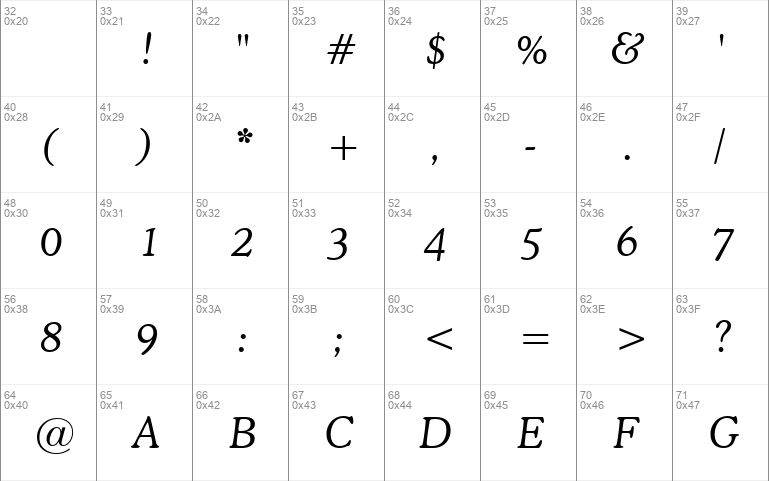 32 33 34 35 36 37 38 39
0x20 0x21 0x22 0x23 0x24 0x25 0x26 0x27
! " # $ % & '
40 41 42 43 44 45 46 47
0x28 0x29 0x2A 0x2B 0x2C 0x2D 0x2E 0x2F
( ) * + , - . /
48 49 50 51 52 53 54 55
0x30 0x31 0x32 0x33 0x34 0x35 0x36 0x37
0 1 2 3 4 5 6 7
56 57 58 59 60 61 62 63
0x38 0x39 0x3A 0x3B 0x3C 0x3D 0x3E 0x3F
8 9 : ; < = > ?
64 65 66 67 68 69 70 71
0x40 0x41 0x42 0x43 0x44 0x45 0x46 0x47
@ A B C D E F G